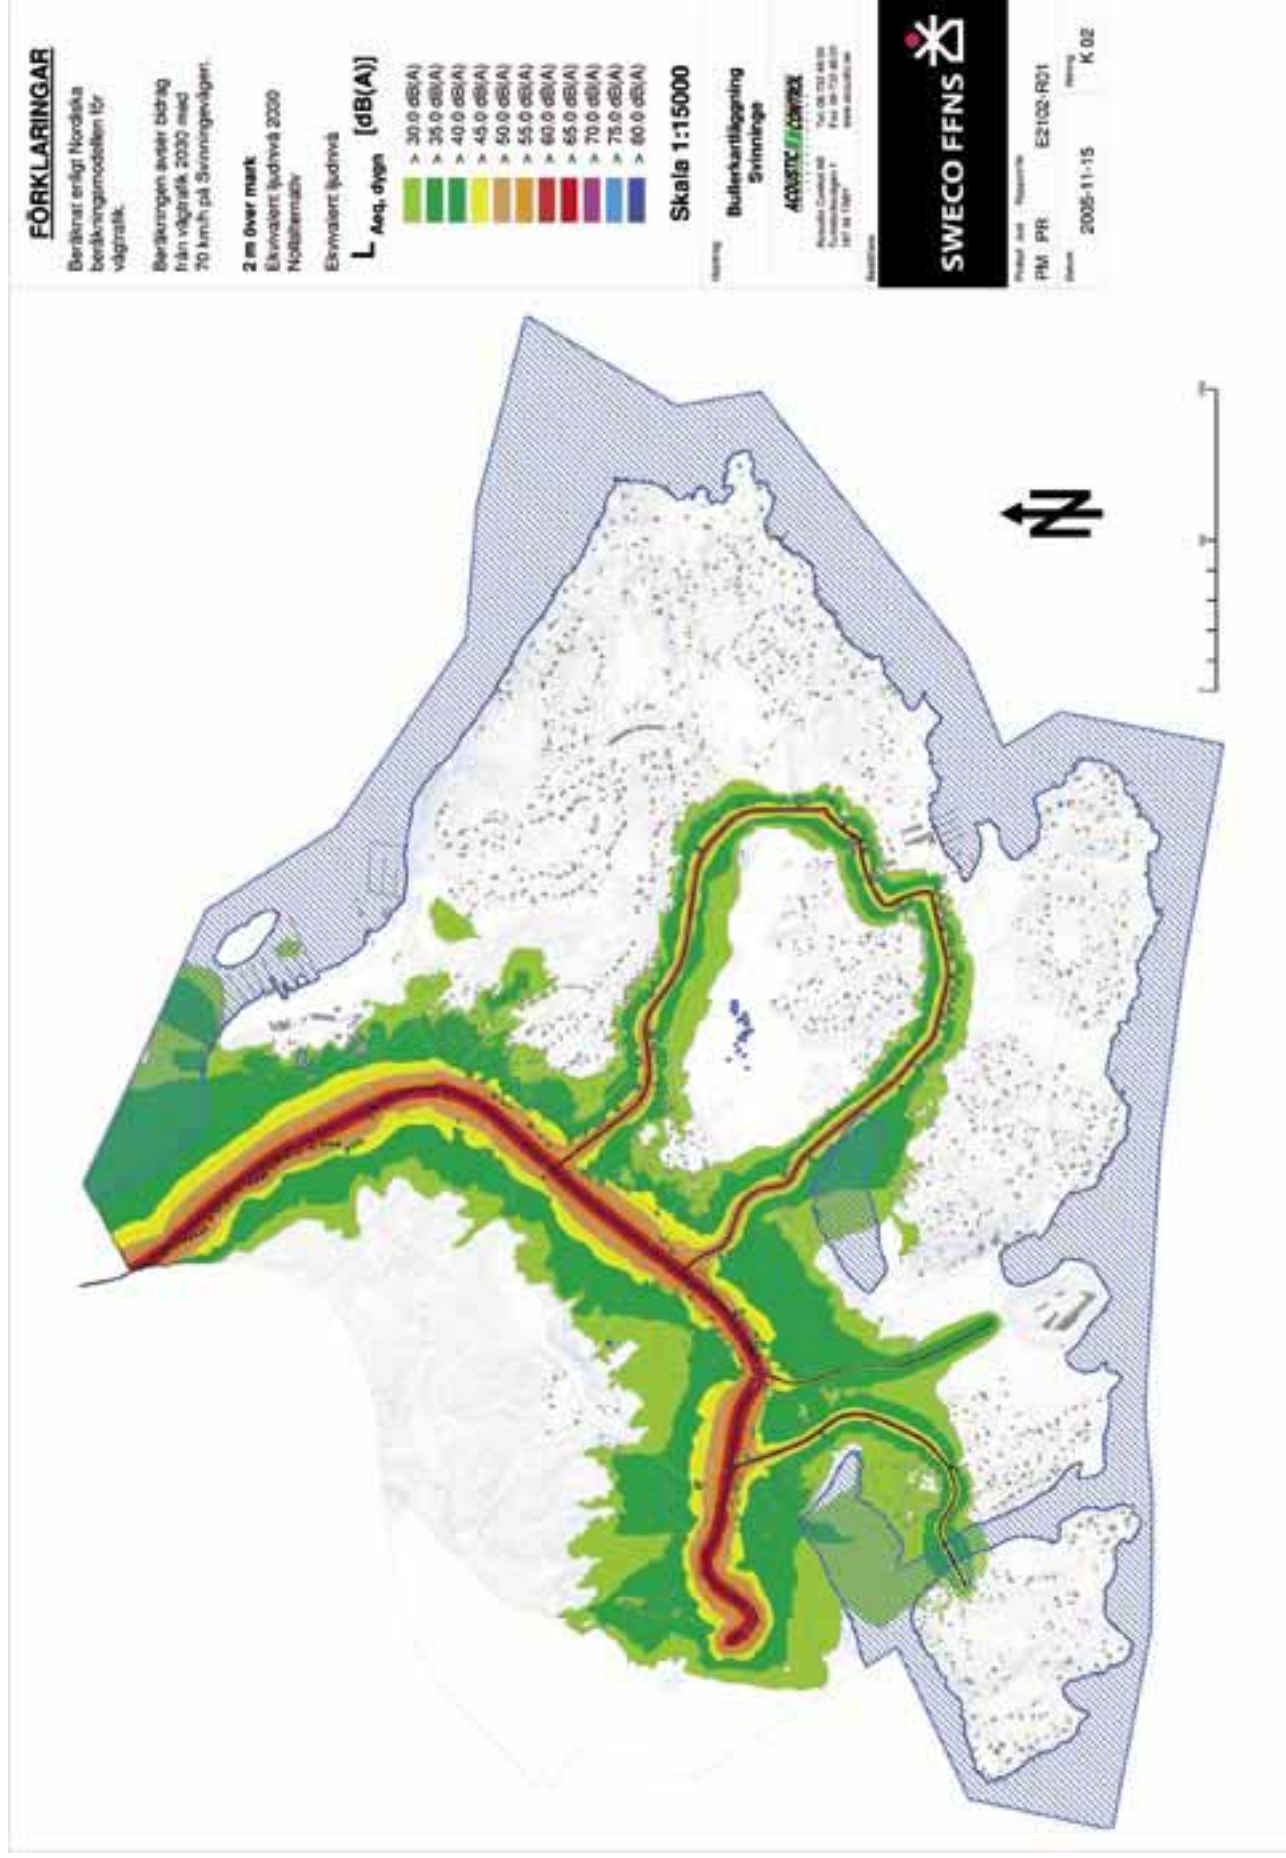 FÖRKLARINGAR
Beräknat enligt Nordiska
beräkningsmodellen för
vägtrafik.
Beräkningen avser bidrag
från vägtrafik 2030 med
70 km/h på Svinningevägen.
2 m över mark
Ekvivalent ljudnivå 2030
Nollalternativ
Ekvivalent ljudnivå
L Aeq, dygn [dB(A)]
> 30.0 dB(A)
> 35.0 dB(A)
> 40.0 dB(A)
> 45.0 dB(A)
> 50.0 dB(A)
> 55.0 dB(A)
> 60.0 dB(A)
> 65.0 dB(A)
> 70.0 dB(A)
> 75.0 dB(A)
> 80.0 dB(A)
Skala 1:15000
Bullerkartläggning
Svinninge
ACOUSTIC CONTROL
SWECO FFNS
PM PR E2102-R01
Datum
2005-11-15 K 02
N